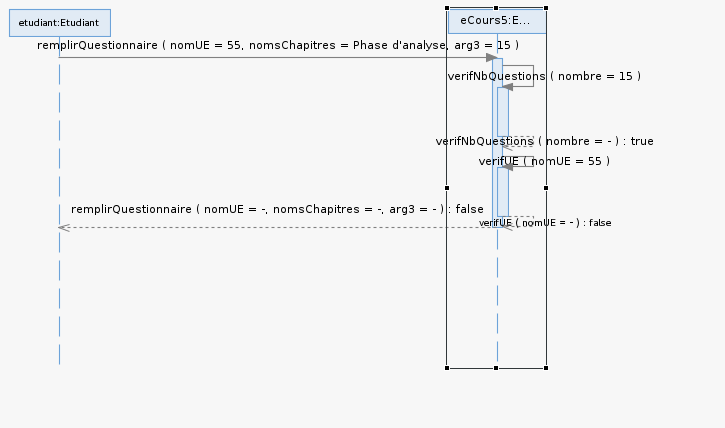 etudiant:Etudiant
eCours5:E...
remplirQuestionnaire ( nomUE = 55, nomsChapitres = Phase d'analyse, arg3 = 15 )
verifNbQuestions ( nombre = 15 )
verifNbQuestions ( nombre = - ) : true
verifUE ( nomUE = 55 )
remplirQuestionnaire ( nomUE = -, nomsChapitres = -, arg3 = - ) : false
verifUE ( nomUE = - ) : false